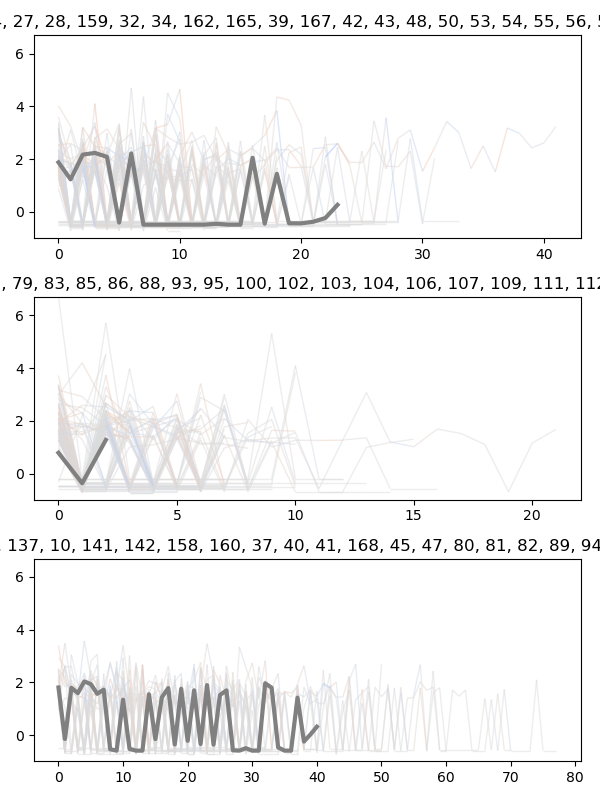 27, 28, 159, 32, 34, 162, 165, 39, 167, 42, 43, 48, 50, 53, 54, 55, 56,
6
4
2
0
0 10 20 30 40
, 79, 83, 85, 86, 88, 93, 95, 100, 102, 103, 104, 106, 107, 109, 111, 112
6
4
2
0
0 5 10 15 20
137, 10, 141, 142, 158, 160, 37, 40, 41, 168, 45, 47, 80, 81, 82, 89, 94
6
4
2
0
0 10 20 30 40 50 60 70 80